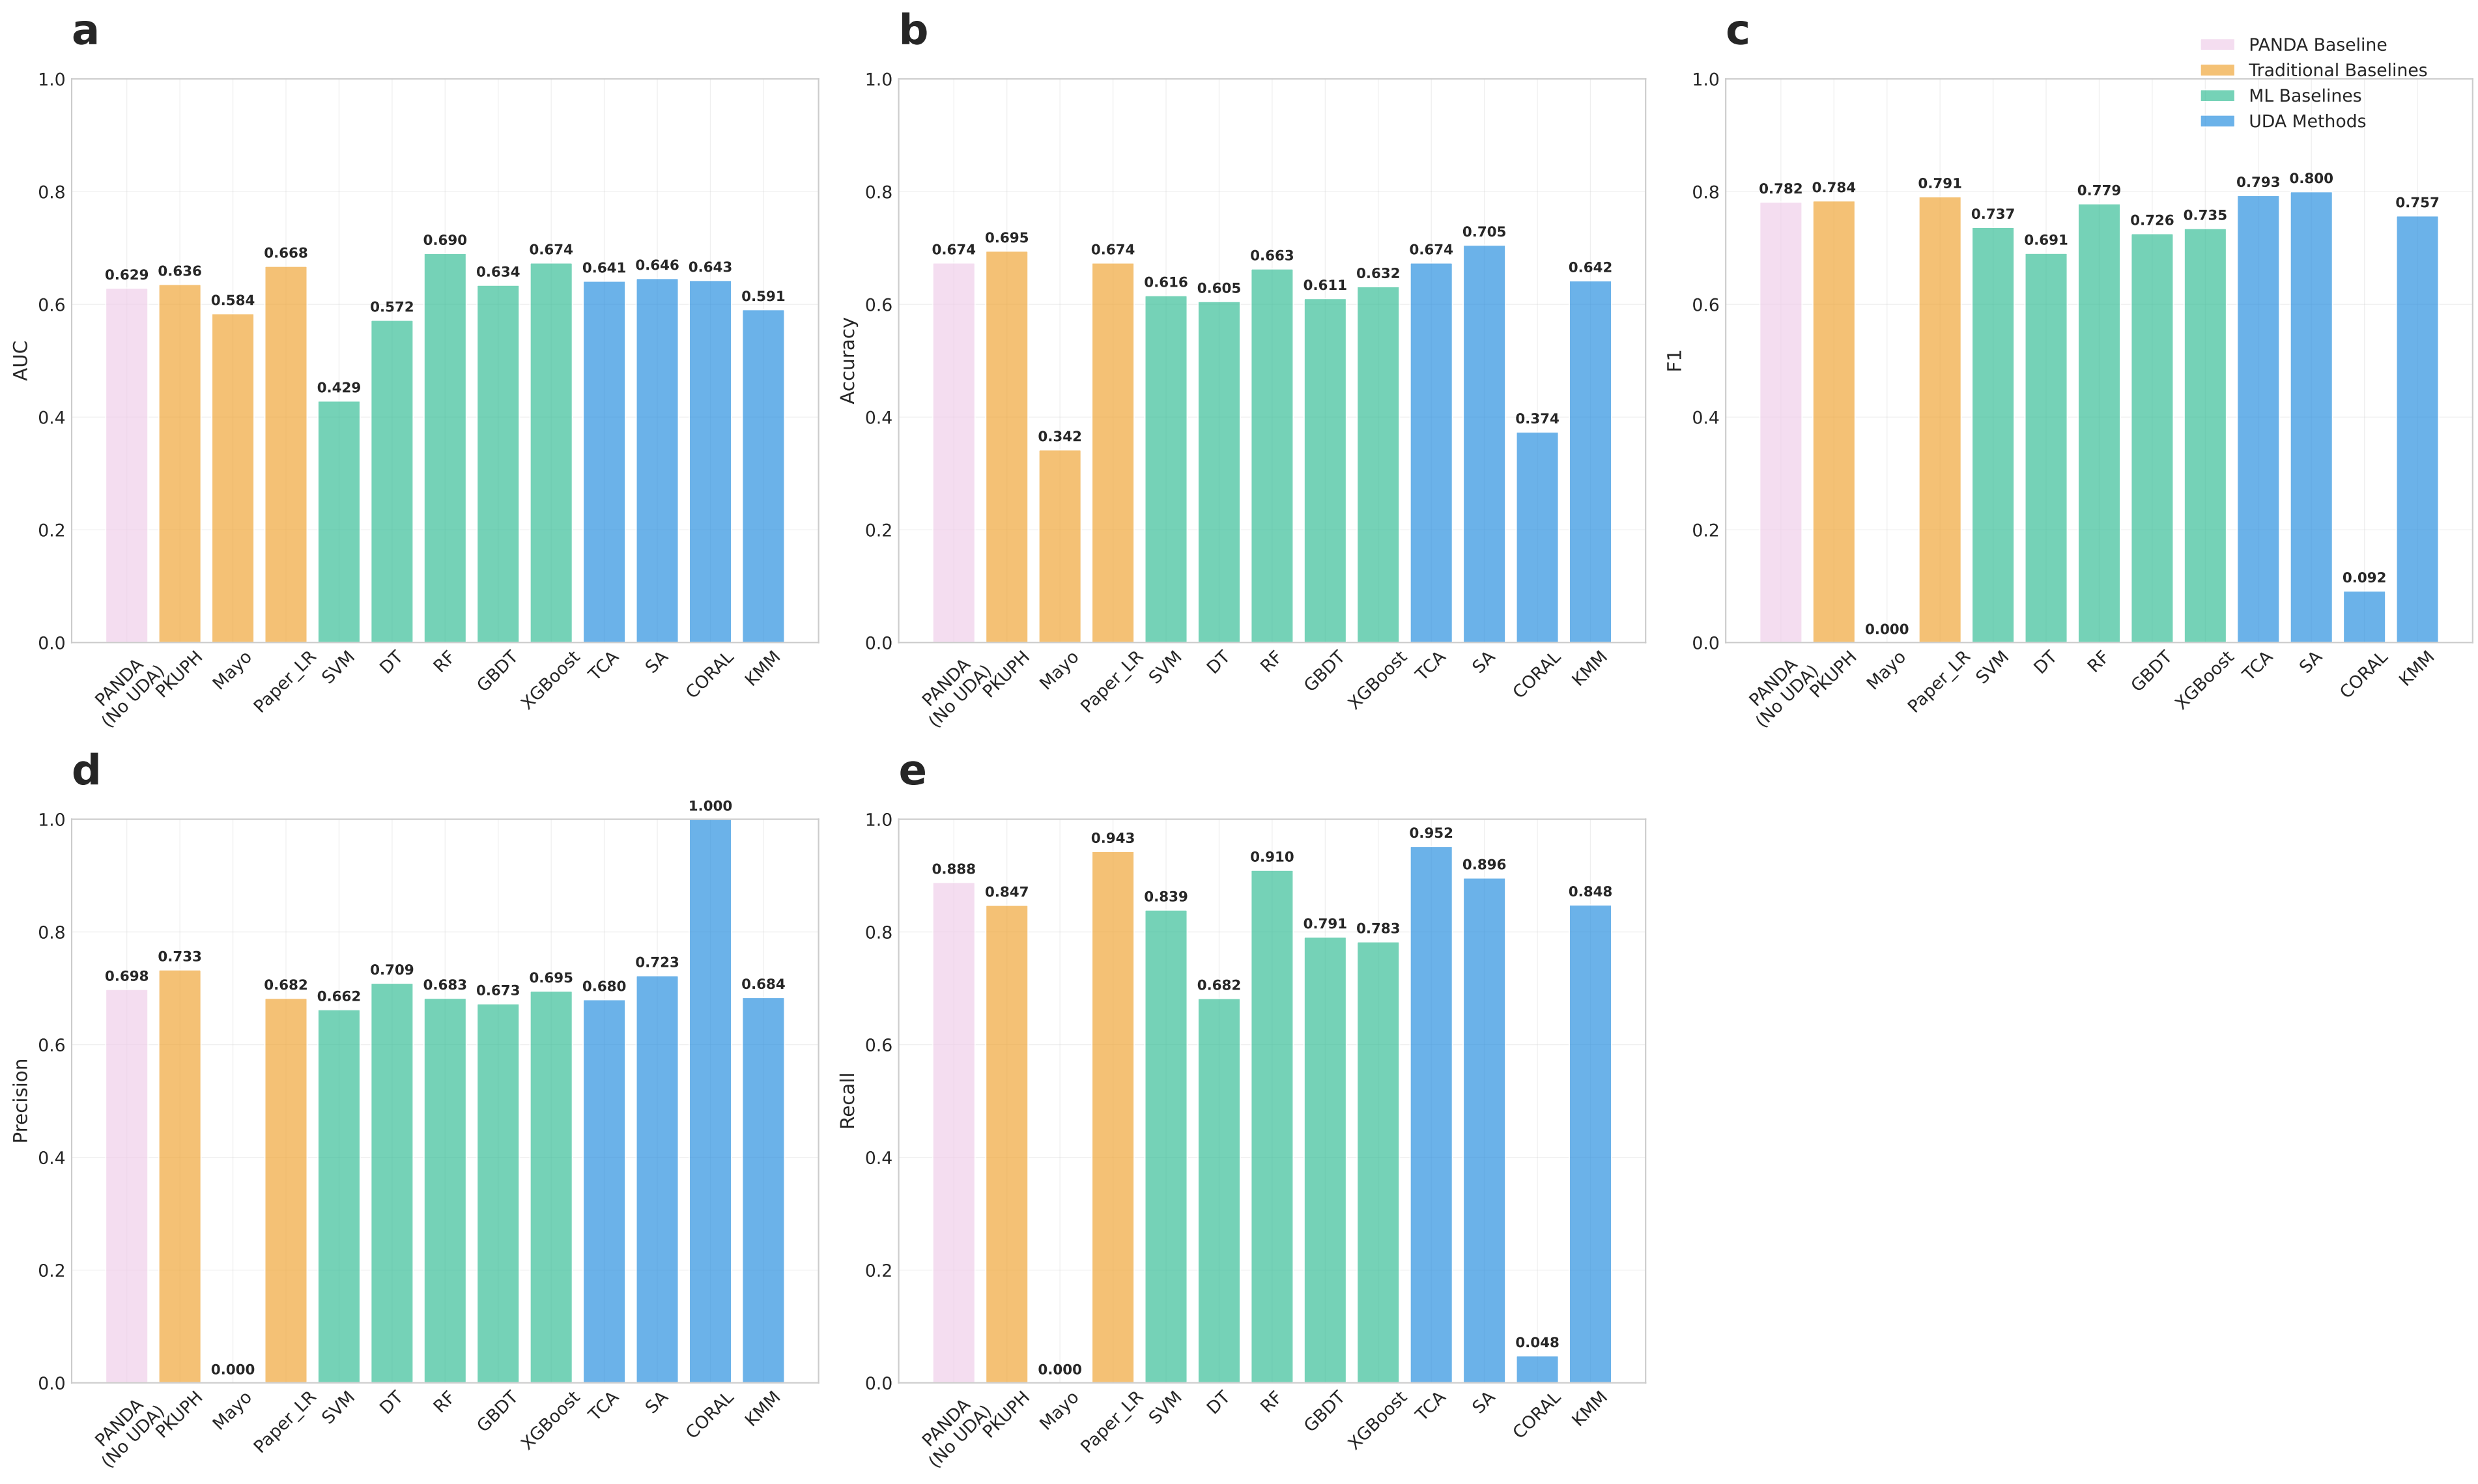 a
1.0
0.8
0.6
0.4
0.2
0.0
AUC
0.629
0.636
0.584
0.668
0.429
0.572
0.690
0.634
0.674
0.641
0.646
0.643
0.591
PANDA
(No UDA)
PKUPH
Mayo
Paper_LR
SVM
DT
RF
GBDT
XGBoost
TCA
SA
CORAL
KMM
b
1.0
0.8
0.6
0.4
0.2
0.0
Accuracy
0.674
0.695
0.342
0.674
0.616
0.605
0.663
0.611
0.632
0.674
0.705
0.374
0.642
PANDA
(No UDA)
PKUPH
Mayo
Paper_LR
SVM
DT
RF
GBDT
XGBoost
TCA
SA
CORAL
KMM
c
PANDA Baseline
Traditional Baselines
ML Baselines
UDA Methods
1.0
0.8
0.6
0.4
0.2
0.0
F1
0.782
0.784
0.000
0.791
0.737
0.691
0.779
0.726
0.735
0.793
0.800
0.092
0.757
PANDA
(No UDA)
PKUPH
Mayo
Paper_LR
SVM
DT
RF
GBDT
XGBoost
TCA
SA
CORAL
KMM
d
1.0
0.8
0.6
0.4
0.2
0.0
Precision
0.698
0.733
0.000
0.682
0.662
0.709
0.683
0.673
0.695
0.680
0.723
1.000
0.684
PANDA
(No UDA)
PKUPH
Mayo
Paper_LR
SVM
DT
RF
GBDT
XGBoost
TCA
SA
CORAL
KMM
e
1.0
0.8
0.6
0.4
0.2
0.0
Recall
0.888
0.847
0.000
0.943
0.839
0.682
0.910
0.791
0.783
0.952
0.896
0.048
0.848
PANDA
(No UDA)
PKUPH
Mayo
Paper_LR
SVM
DT
RF
GBDT
XGBoost
TCA
SA
CORAL
KMM